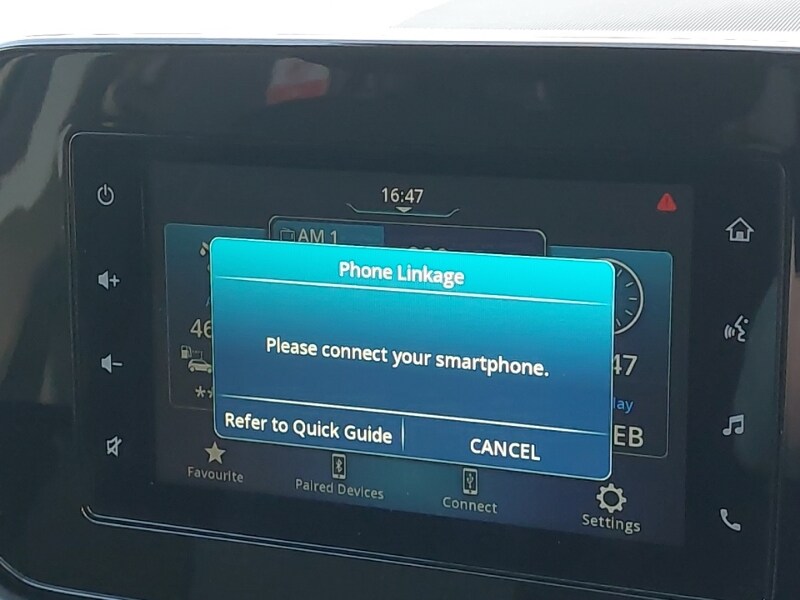 16:47
AM 1
Phone Linkage
46
Please connect your smartphone.
47
lay
**
EB
Refer to Quick Guide
CANCEL
Favourite
Paired Devices
Connect
Settings